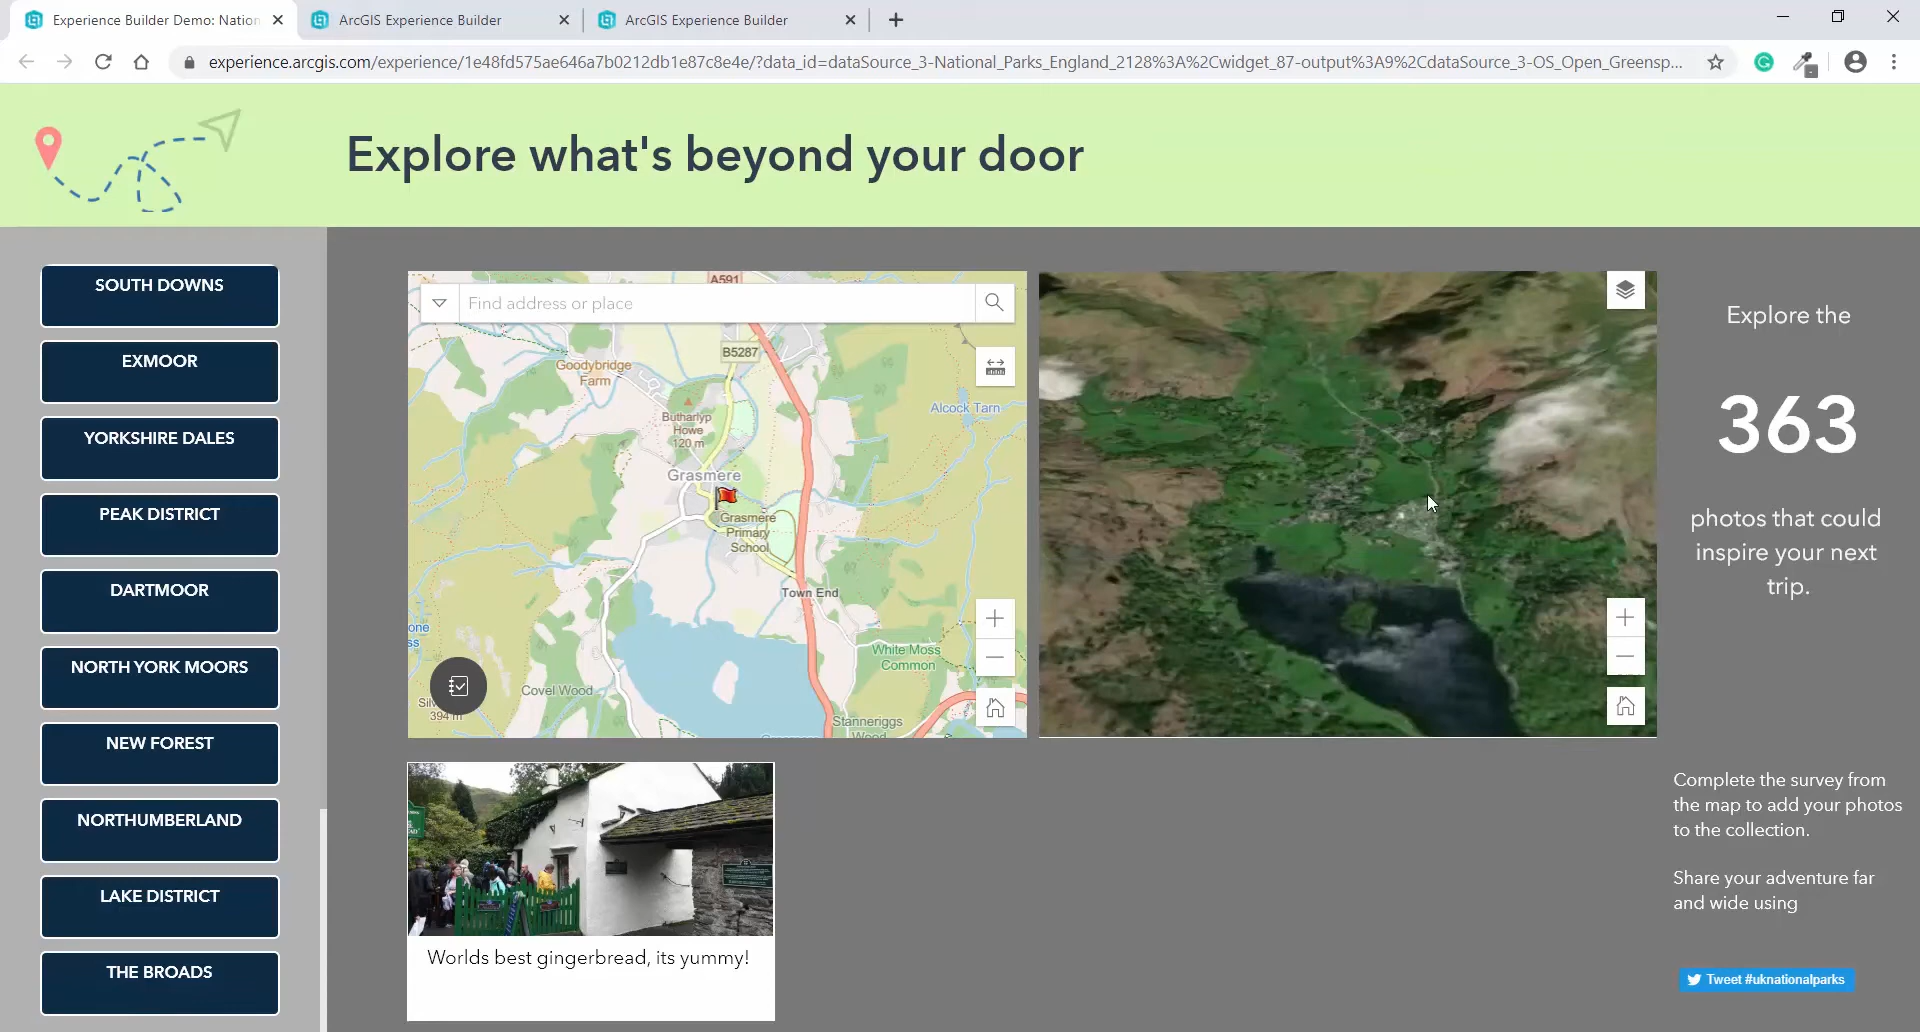 Experience Builder Demo: Nation
ArcGIS Experience Builder
ArcGIS Experience Builder
experience.arcgis.com/experience/1e48fd575ae646a7b0212db1e87c8e4e/?data_id=dataSource_3-National_Parks_England_2128%3A%2Cwidget_87-output%3A9%2CdataSource_3-OS_Open_Greensp...
Explore what's beyond your door
SOUTH DOWNS
EXMOOR
YORKSHIRE DALES
PEAK DISTRICT
DARTMOOR
NORTH YORK MOORS
NEW FOREST
NORTHUMBERLAND
LAKE DISTRICT
THE BROADS
A591
Find address or place
B5287
Goodybridge
Farm
Butharlyp
Howe
120 m
Alcock Tarn
Grasmere
Grasmere
Primary
School
Town End
one
ss
White Moss
Common
Covel Wood
Silv
394 m
Stanneriggs
Wood
Explore the
363
photos that could
inspire your next
trip.
Worlds best gingerbread, its yummy!
Complete the survey from
the map to add your photos
to the collection.
Share your adventure far
and wide using
Tweet #uknationalparks